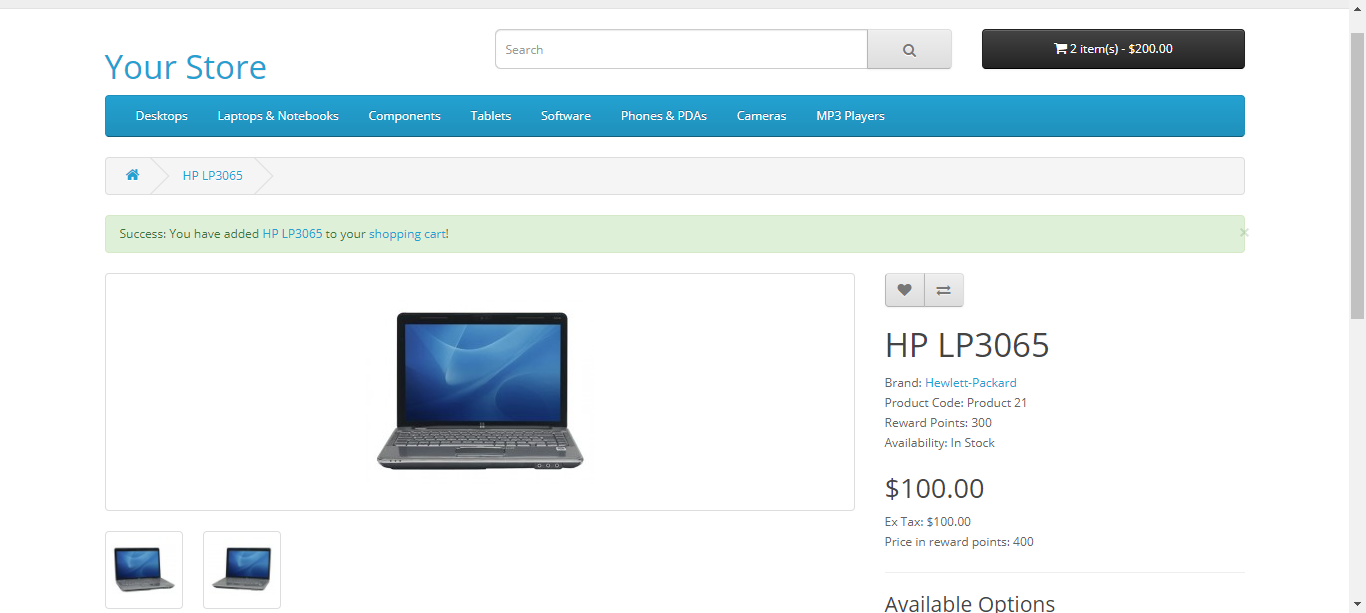 Your Store
Search
2 item(s) - $200.00
Desktops Laptops & Notebooks Components Tablets Software Phones & PDAs Cameras MP3 Players
HP LP3065
Success: You have added HP LP3065 to your shopping cart!
×
HP LP3065
Brand: Hewlett-Packard
Product Code: Product 21
Reward Points: 300
Availability: In Stock
$100.00
Ex Tax: $100.00
Price in reward points: 400
Available Options